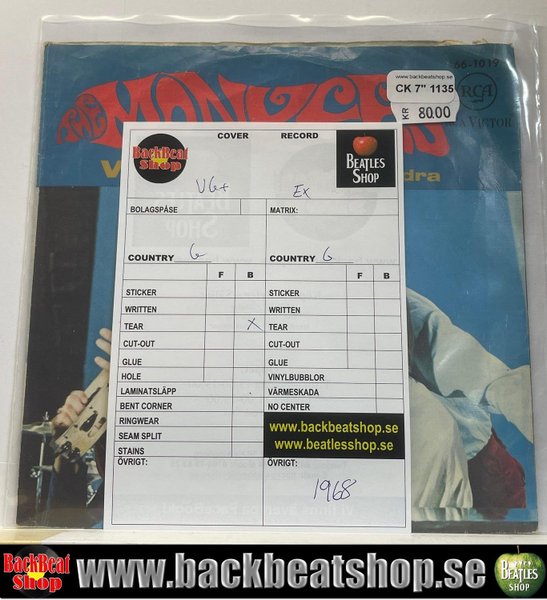 THE MONKEES
66-1019
RCA
VICTOR
www.backbeatshop.se
CK 7" 1135
KR 80.00
V
dra
BackBeat
Shop
COVER RECORD
BEATLES
SHOP
VG+ Ex
BOLAGSPÅSE MATRIX:
COUNTRY G COUNTRY G
F B F B
STICKER STICKER
WRITTEN WRITTEN
TEAR X TEAR
CUT-OUT CUT-OUT
GLUE GLUE
HOLE VINYLBUBBLOR
LAMINATSLÄPP VÄRMESKADA
BENT CORNER NO CENTER
RINGWEAR
www.backbeatshop.se
SEAM SPLIT
www.beatlesshop.se
STAINS
ÖVRIGT: ÖVRIGT:
1968
BackBeat
Shop
www.backbeatshop.se
BEATLES
SHOP